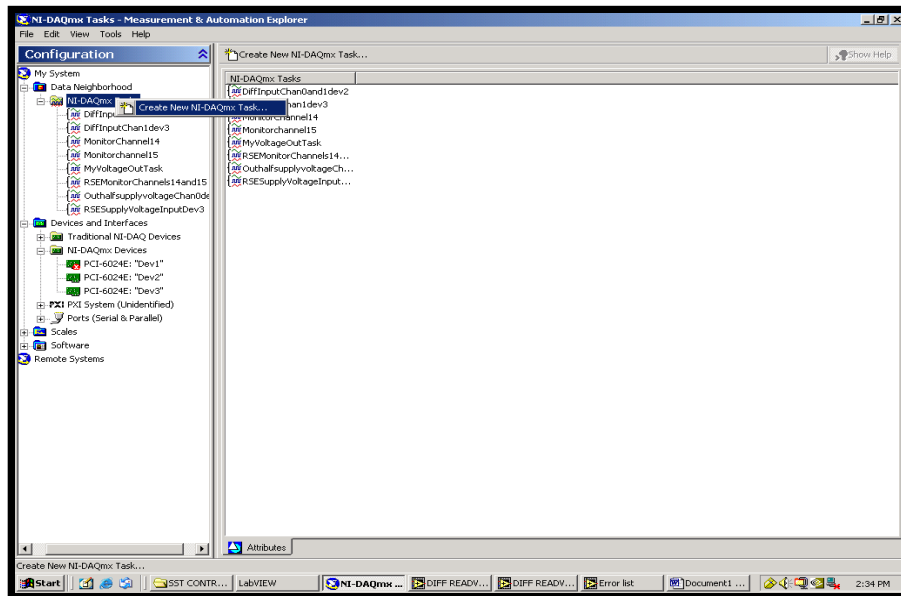 NI-DAQmx Tasks - Measurement & Automation Explorer
File Edit View Tools Help
Configuration
Create New NI-DAQmx Task...
Show Help
My System
Data Neighborhood
NI-DAQmx
Create New NI-DAQmx Task...
DiffInpu
DiffInputChan1dev3
MonitorChannel14
Monitorchannel15
MyVoltageOutTask
RSEMonitorChannels14and15
OuthalfsupplyvoltageChan0de
RSESupplyVoltageInputDev3
Devices and Interfaces
Traditional NI-DAQ Devices
NI-DAQmx Devices
PCI-6024E: "Dev1"
PCI-6024E: "Dev2"
PCI-6024E: "Dev3"
PXI PXI System (Unidentified)
Ports (Serial & Parallel)
Scales
Software
Remote Systems
NI-DAQmx Tasks
DiffInputChan0and1dev2
han1dev3
MonitorChannel14
Monitorchannel15
MyVoltageOutTask
RSEMonitorChannels14...
OuthalfsupplyvoltageCh...
RSESupplyVoltageInput...
Attributes
Create New NI-DAQmx Task...
Start
SST CONTR...
LabVIEW
NI-DAQmx ...
DIFF READV...
DIFF READV...
Error list
Document1 ...
2:34 PM